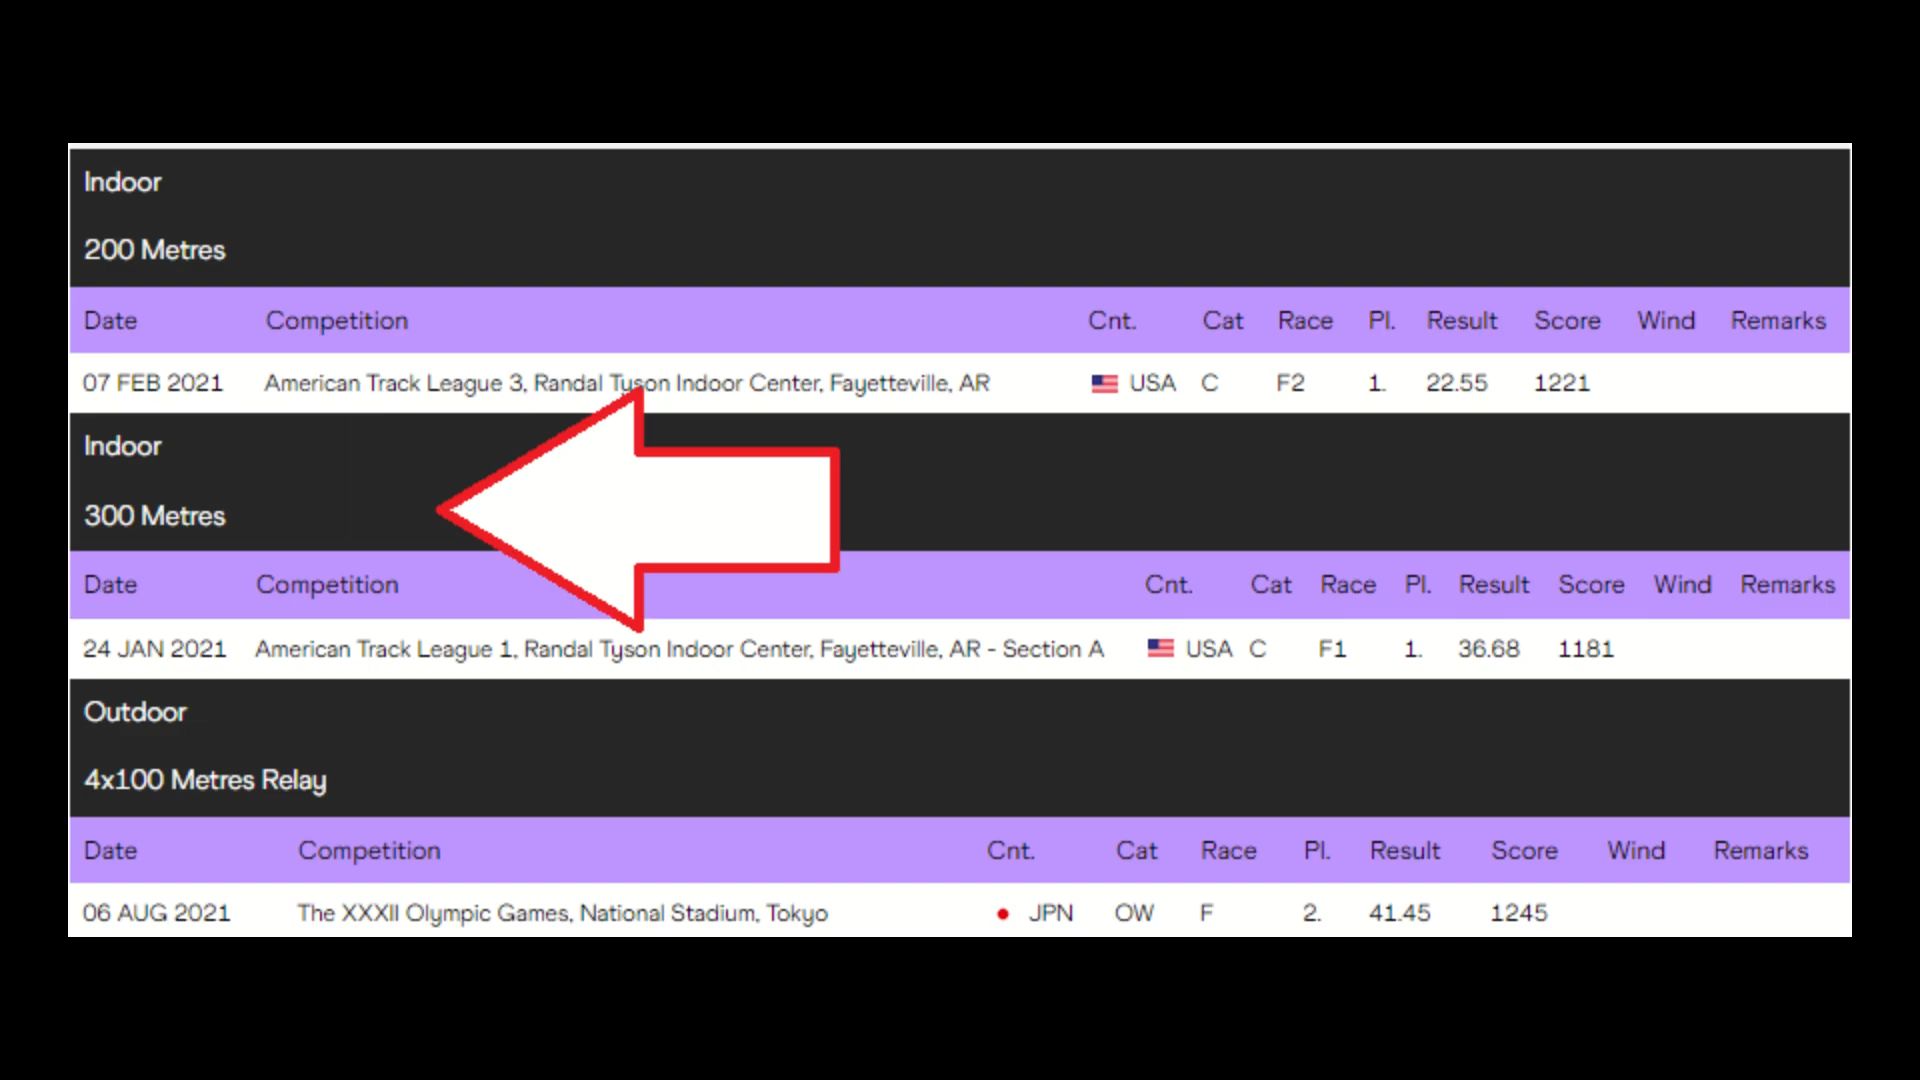 Indoor
200 Metres
Date Competition Cnt. Cat Race Pl. Result Score Wind Remarks
07 FEB 2021 American Track League 3, Randal Tyson Indoor Center, Fayetteville, AR USA C F2 1. 22.55 1221
Indoor
300 Metres
Date Competition Cnt. Cat Race Pl. Result Score Wind Remarks
24 JAN 2021 American Track League 1, Randal Tyson Indoor Center, Fayetteville, AR - Section A USA C F1 1. 36.68 1181
Outdoor
4x100 Metres Relay
Date Competition Cnt. Cat Race Pl. Result Score Wind Remarks
06 AUG 2021 The XXXII Olympic Games, National Stadium, Tokyo JPN OW F 2. 41.45 1245